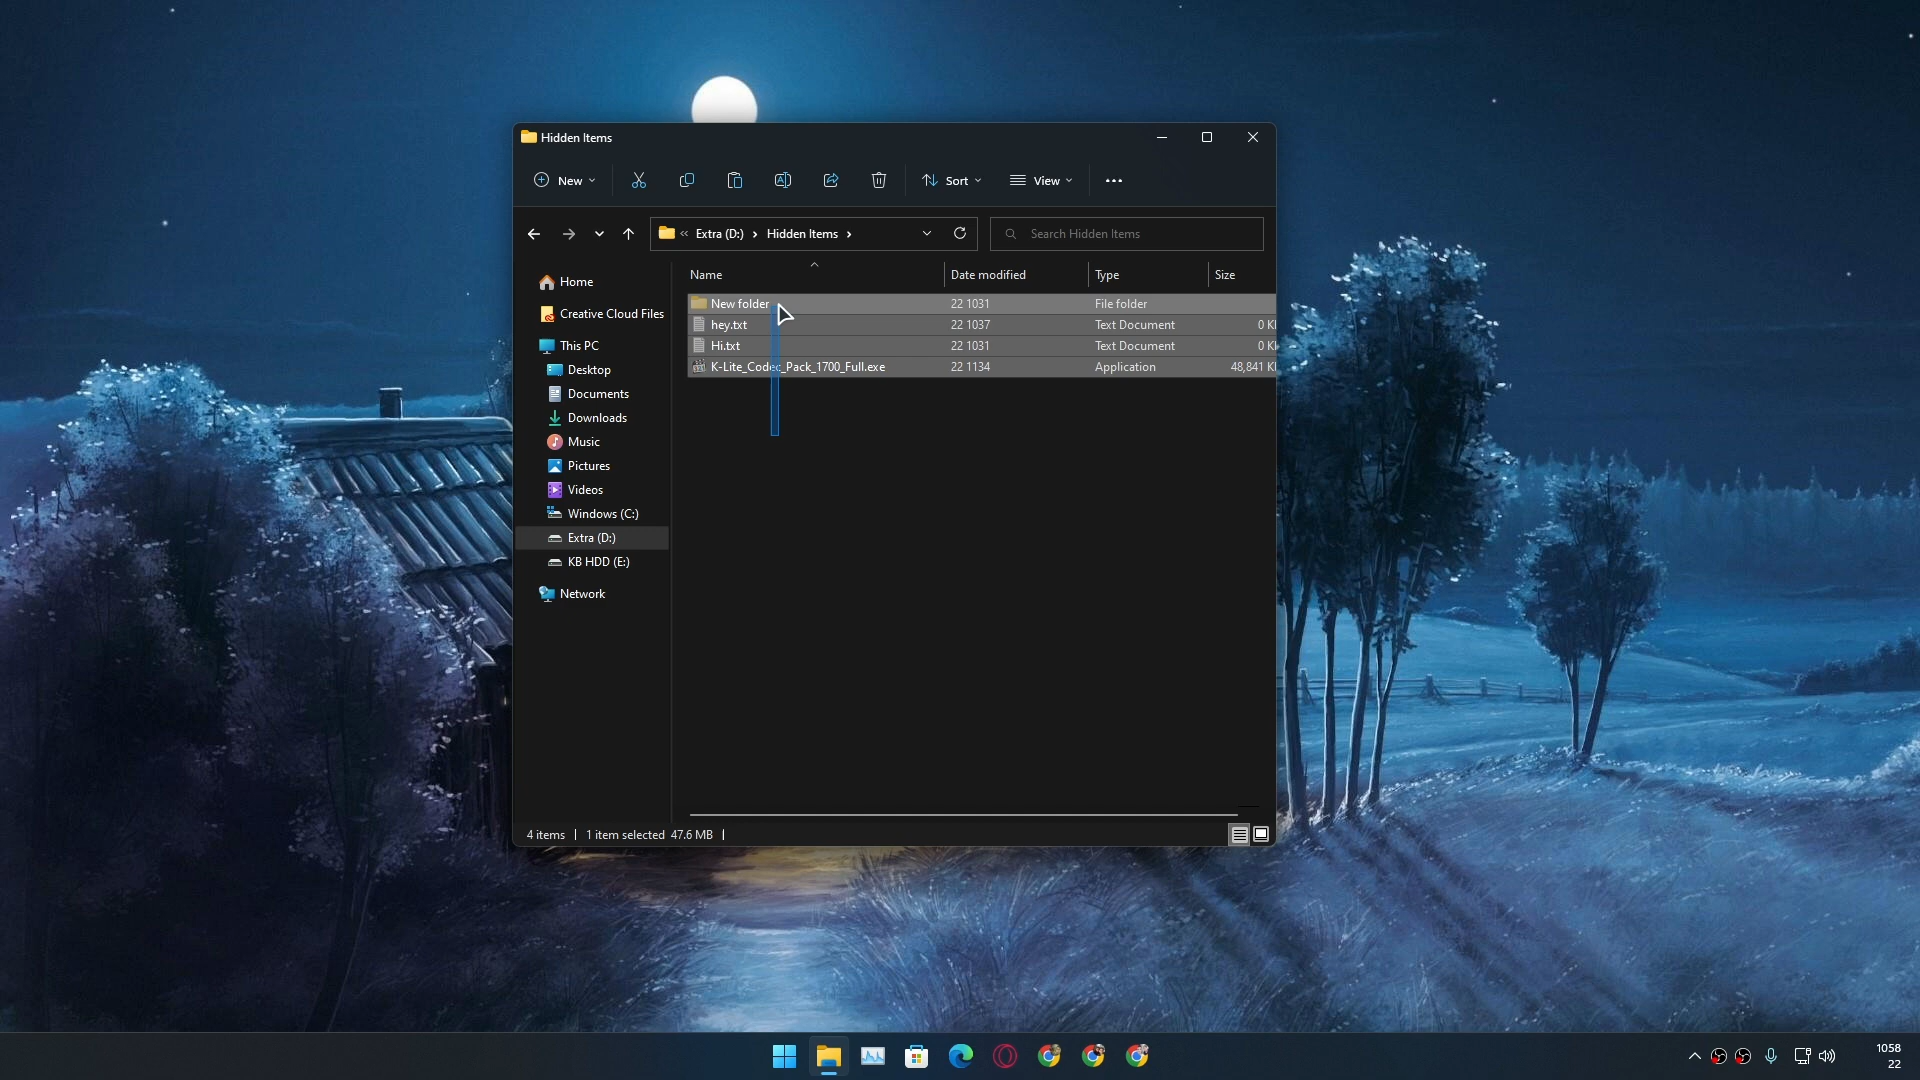 Hidden Items
New
Sort
View
Extra (D:)
Hidden Items
Search Hidden Items
Name
Date modified
Type
Size
Home
Creative Cloud Files
This PC
Desktop
Documents
Downloads
Music
Pictures
Videos
Windows (C:)
Extra (D:)
KB HDD (E:)
Network
New folder 22 1031 File folder
hey.txt 22 1037 Text Document 0 K
Hi.txt 22 1031 Text Document 0 K
K-Lite_Codec_Pack_1700_Full.exe 22 1134 Application 48,841 K
4 items | 1 item selected 47.6 MB |
1058
22